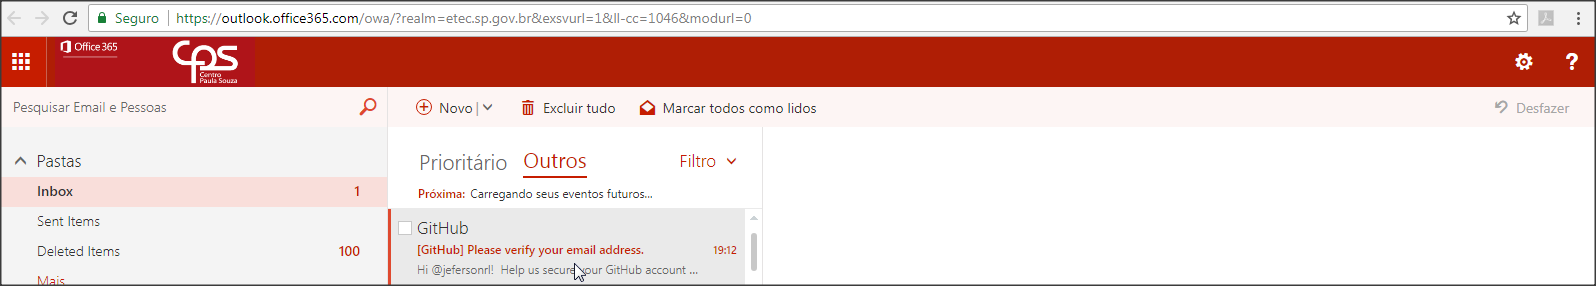 Seguro | https://outlook.office365.com/owa/?realm=etec.sp.gov.br&exsvurl=1&ll-cc=1046&modurl=0
Office 365
cps
Centro
Paula Souza
?
Pesquisar Email e Pessoas
Novo | Excluir tudo Marcar todos como lidos Desfazer
Pastas
Inbox 1
Sent Items
Deleted Items 100
Mais
Prioritário Outros Filtro
Próxima: Carregando seus eventos futuros...
GitHub
[GitHub] Please verify your email address. 19:12
Hi @jefersonrl! Help us secure your GitHub account ...